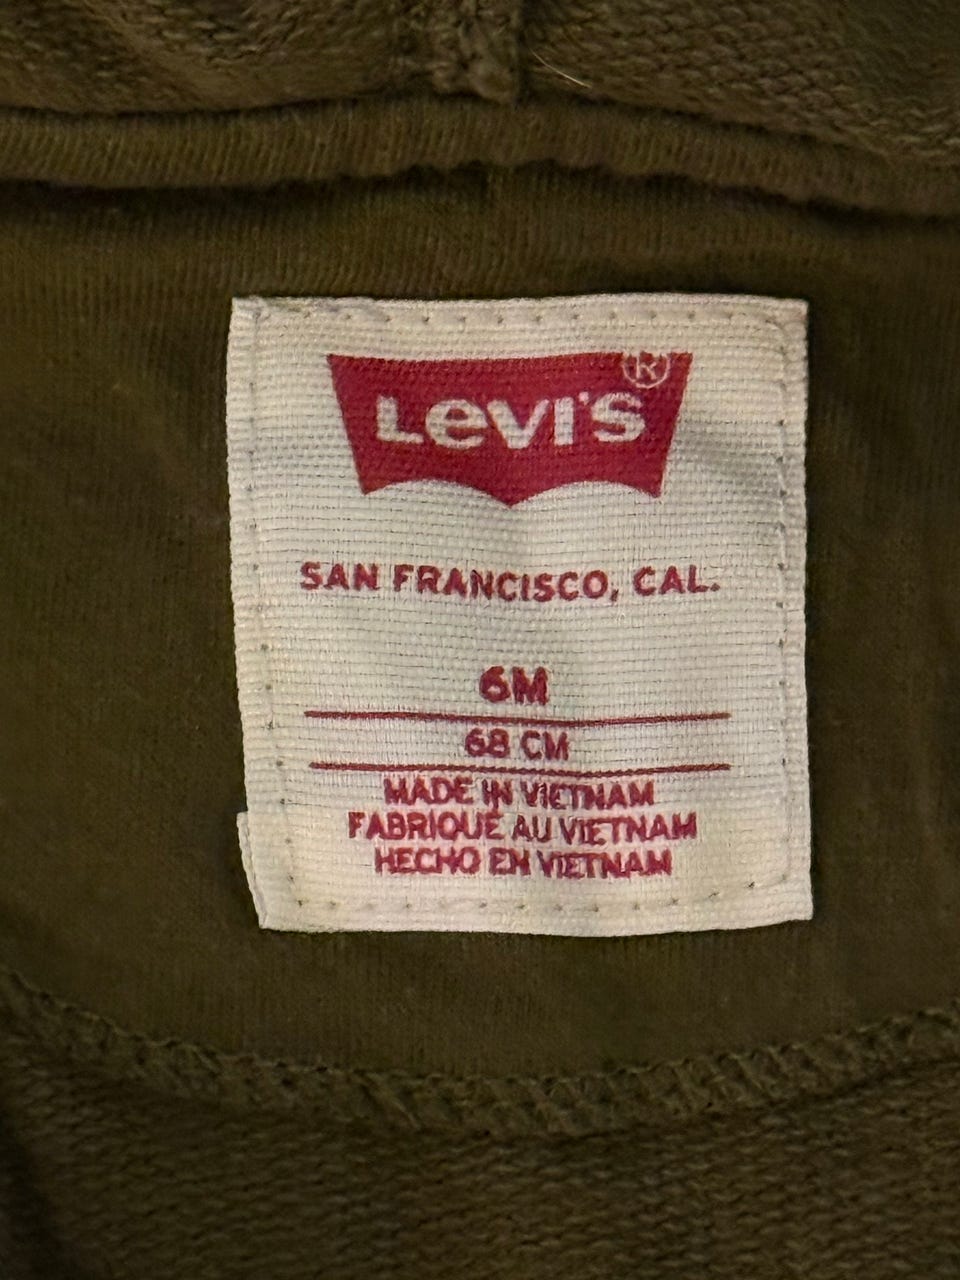 Levi's®
SAN FRANCISCO, CAL.
6M
68 CM
MADE IN VIETNAM
FABRIQUÉ AU VIETNAM
HECHO EN VIETNAM